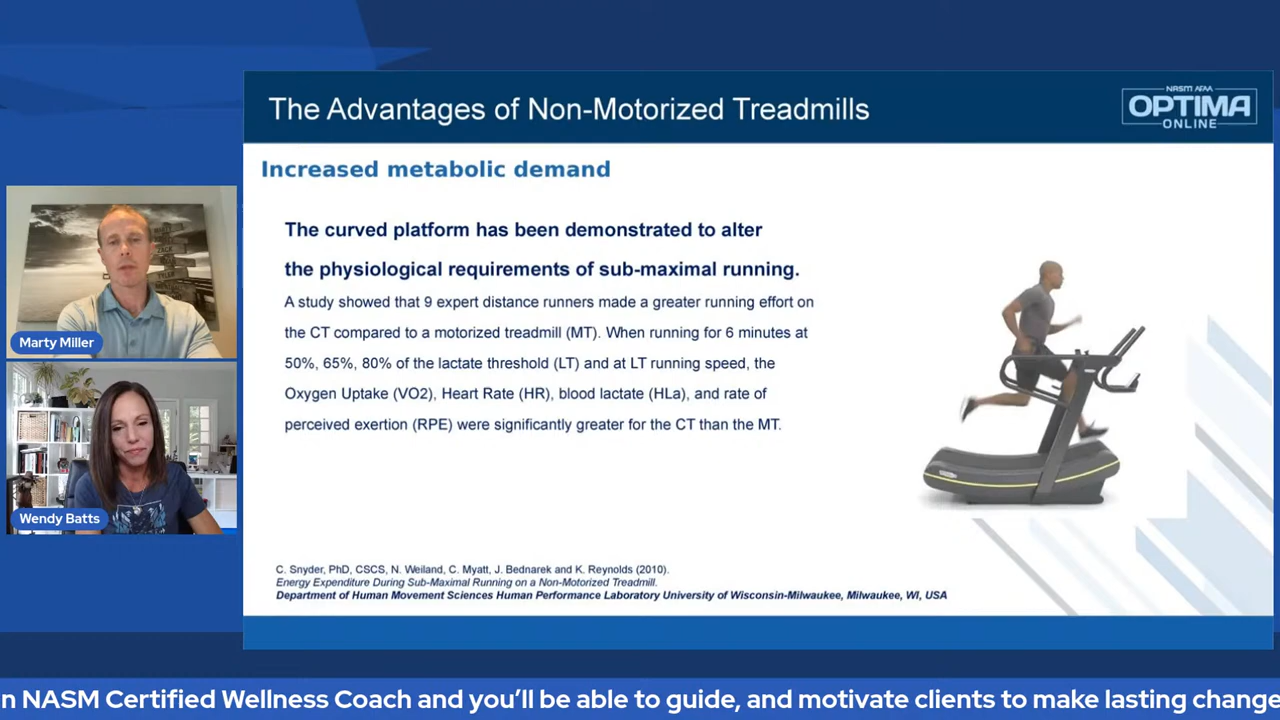 The Advantages of Non-Motorized Treadmills
NASM AFAA
OPTIMA
ONLINE
Increased metabolic demand
The curved platform has been demonstrated to alter
the physiological requirements of sub-maximal running.
A study showed that 9 expert distance runners made a greater running effort on
the CT compared to a motorized treadmill (MT). When running for 6 minutes at
50%, 65%, 80% of the lactate threshold (LT) and at LT running speed, the
Oxygen Uptake (VO2), Heart Rate (HR), blood lactate (HLa), and rate of
perceived exertion (RPE) were significantly greater for the CT than the MT.
C. Snyder, PhD, CSCS, N. Weiland, C. Myatt, J. Bednarek and K. Reynolds (2010).
Energy Expenditure During Sub-Maximal Running on a Non-Motorized Treadmill.
Department of Human Movement Sciences Human Performance Laboratory University of Wisconsin-Milwaukee, Milwaukee, WI, USA
Marty Miller
Wendy Batts
n NASM Certified Wellness Coach and you'll be able to guide, and motivate clients to make lasting change